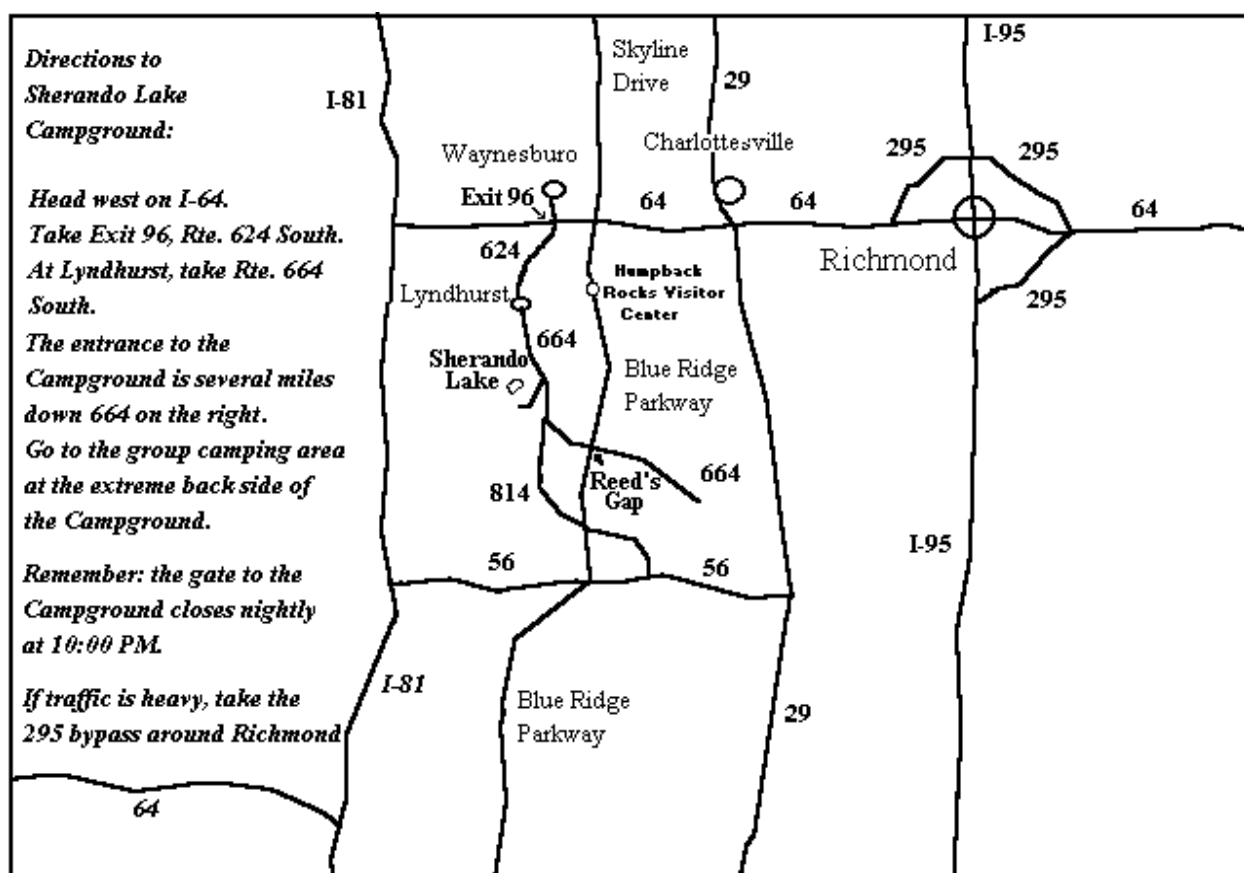 Directions to
Sherando Lake
Campground:
Head west on I-64.
Take Exit 96, Rte. 624 South.
At Lyndhurst, take Rte. 664
South.
The entrance to the
Campground is several miles
down 664 on the right.
Go to the group camping area
at the extreme back side of
the Campground.
Remember: the gate to the
Campground closes nightly
at 10:00 PM.
If traffic is heavy, take the
295 bypass around Richmond
64
I-81
I-81
Waynesburo
Exit 96
624
Lyndhurst
664
Sherando
Lake
814
56
Skyline
Drive
64
Humpback
Rocks Visitor
Center
Blue Ridge
Parkway
Reed's
Gap
664
56
Blue Ridge
Parkway
29
Charlottesville
64
29
I-95
295
295
64
Richmond
295
I-95